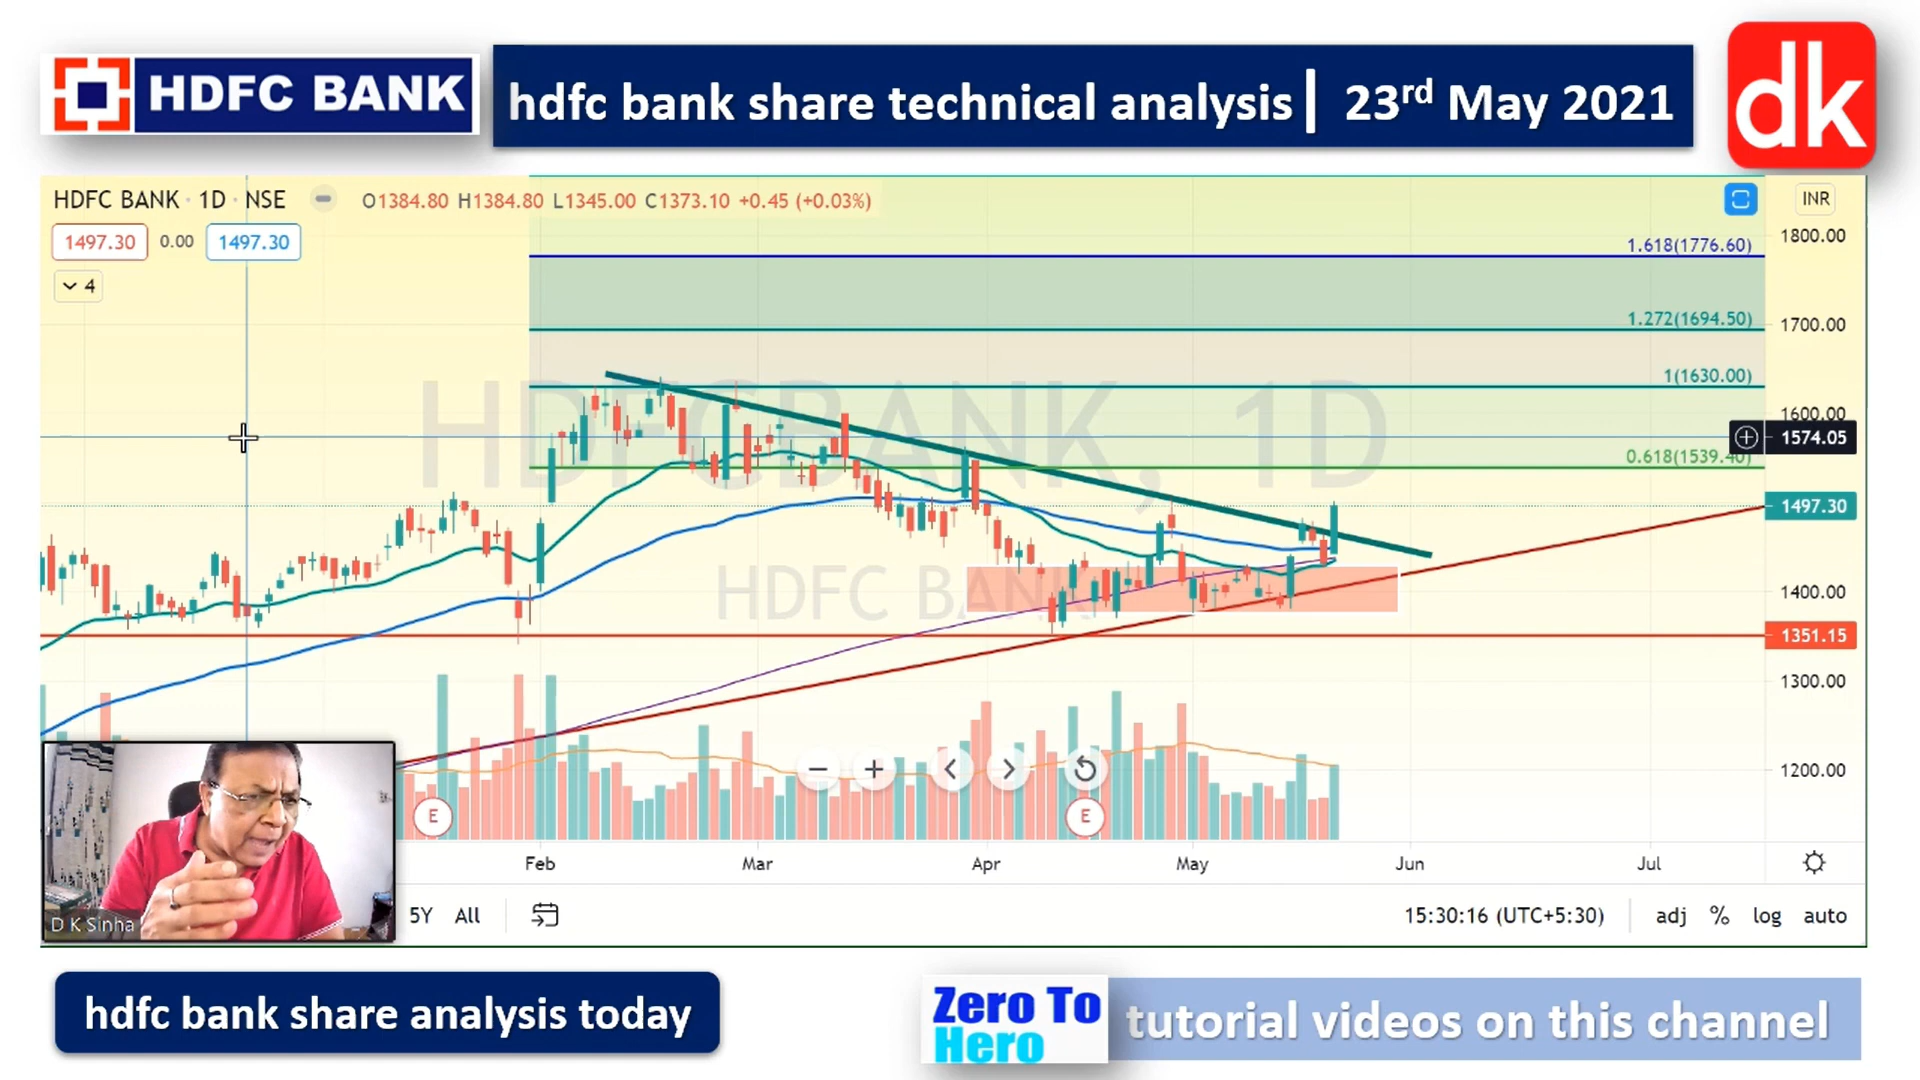 HDFC BANK
hdfc bank share technical analysis| 23rd May 2021
dk
HDFC BANK · 1D · NSE
O1384.80 H1384.80 L1345.00 C1373.10 +0.45 (+0.03%)
INR
1497.30 0.00 1497.30
4
1800.00
1.618(1776.60)
1.272(1694.50)
1700.00
1(1630.00)
1600.00
HDFCBANK, 1D
1574.05
0.618(1539.40)
1497.30
HDFC BANK
1400.00
1351.15
1300.00
1200.00
E
E
Feb Mar Apr May Jun Jul
D K Sinha
5Y All
15:30:16 (UTC+5:30) adj % log auto
hdfc bank share analysis today
Zero To
Hero
tutorial videos on this channel